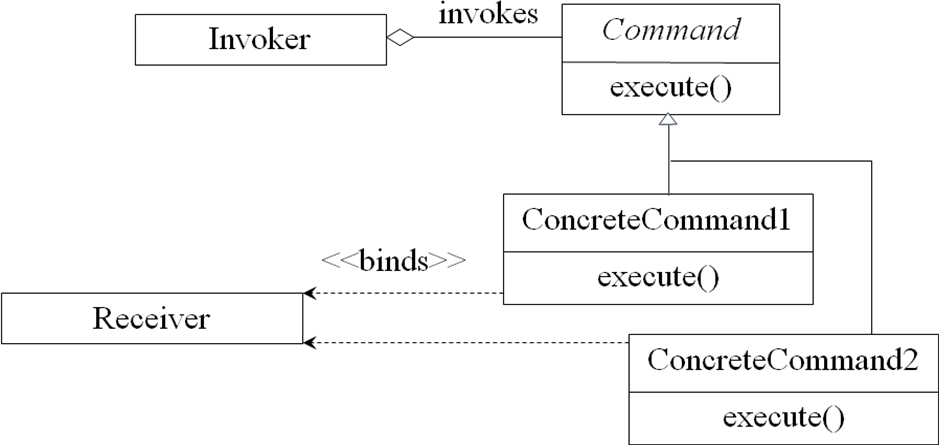 invokes
Invoker
Command
execute()
ConcreteCommand1
execute()
<<binds>>
Receiver
ConcreteCommand2
execute()